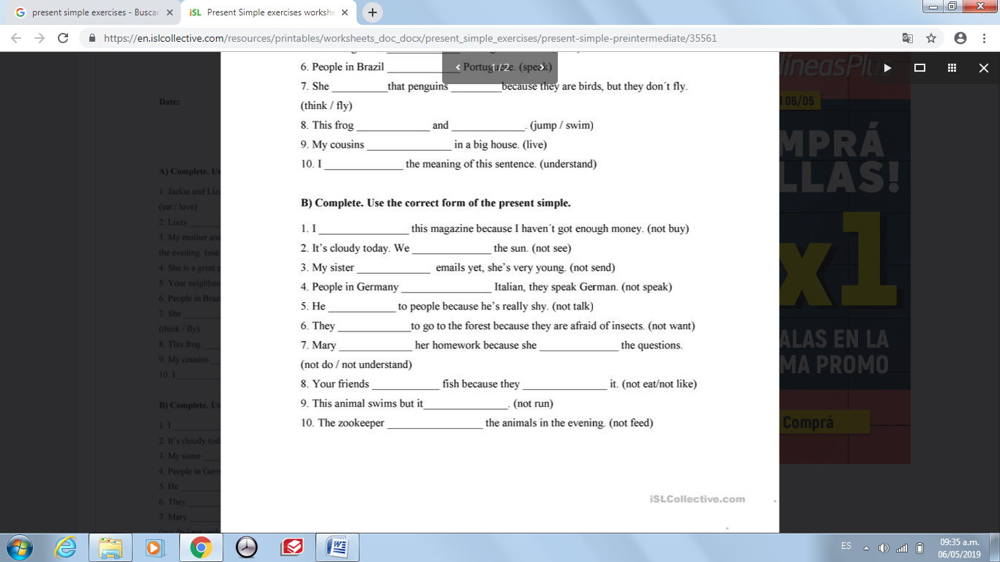 present simple exercises - Buscar
iSL Present Simple exercises workshe
https://en.islcollective.com/resources/printables/worksheets_doc_docx/present_simple_exercises/present-simple-preintermediate/35561
6. People in Brazil ____________ Portuguese. (speak)
1 / 2
7. She __________that penguins _________because they are birds, but they don´t fly.
(think / fly)
8. This frog _____________ and _____________. (jump / swim)
9. My cousins _______________ in a big house. (live)
10. I ______________ the meaning of this sentence. (understand)
B) Complete. Use the correct form of the present simple.
1. I ________________ this magazine because I haven´t got enough money. (not buy)
2. It's cloudy today. We ______________ the sun. (not see)
3. My sister _____________ emails yet, she's very young. (not send)
4. People in Germany ________________ Italian, they speak German. (not speak)
5. He ____________ to people because he's really shy. (not talk)
6. They _____________to go to the forest because they are afraid of insects. (not want)
7. Mary _____________ her homework because she ______________ the questions.
(not do / not understand)
8. Your friends ____________ fish because they _______________ it. (not eat/not like)
9. This animal swims but it_______________. (not run)
10. The zookeeper _________________ the animals in the evening. (not feed)
iSLCollective.com
Date:
A) Complete. Us
1. Jackie and Liz
(eat / love)
2. Lizzy
3. My mother and
the evening. (use
4. She is a great p
5. Your neighbou
6. People in Braz
7. She
(think / fly)
8. This frog
9. My cousins
10. I
B) Complete. Us
1. I
2. It's cloudy tod
3. My sister
4. People in Germ
5. He
6. They
7. Mary
líneasPlu
l 06/05
MPRÁ
LLAS!
x1
ALAS EN LA
MA PROMO
Comprá
ES
09:35 a.m.
06/05/2019